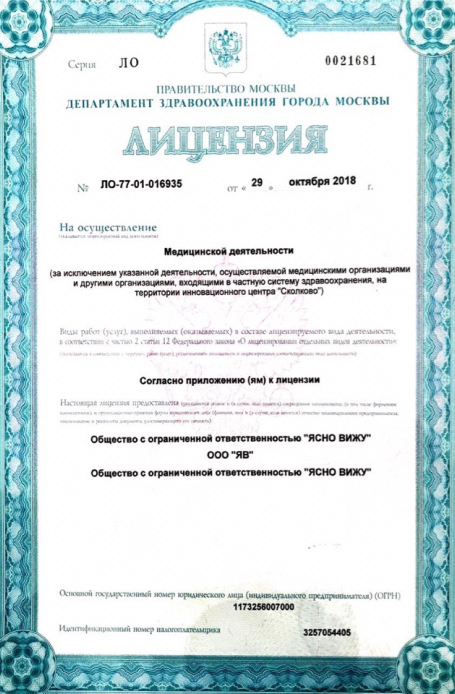 Серия ЛО 0021681
ПРАВИТЕЛЬСТВО МОСКВЫ
ДЕПАРТАМЕНТ ЗДРАВООХРАНЕНИЯ ГОРОДА МОСКВЫ
ЛИЦЕНЗИЯ
№ ЛО-77-01-016935 от « 29 » октября 2018 г.
На осуществление
(указывается лицензируемый вид деятельности)
Медицинской деятельности
(за исключением указанной деятельности, осуществляемой медицинскими организациями
и другими организациями, входящими в частную систему здравоохранения, на
территории инновационного центра "Сколково")
Виды работ (услуг), выполняемых (оказываемых) в составе лицензируемого вида деятельности,
в соответствии с частью 2 статьи 12 Федерального закона «О лицензировании отдельных видов деятельности»:
Согласно приложению (ям) к лицензии
Настоящая лицензия предоставлена
Общество с ограниченной ответственностью "ЯСНО ВИЖУ"
ООО "ЯВ"
Общество с ограниченной ответственностью "ЯСНО ВИЖУ"
Основной государственный номер юридического лица (индивидуального предпринимателя) (ОГРН)
1173256007000
Идентификационный номер налогоплательщика 3257054405